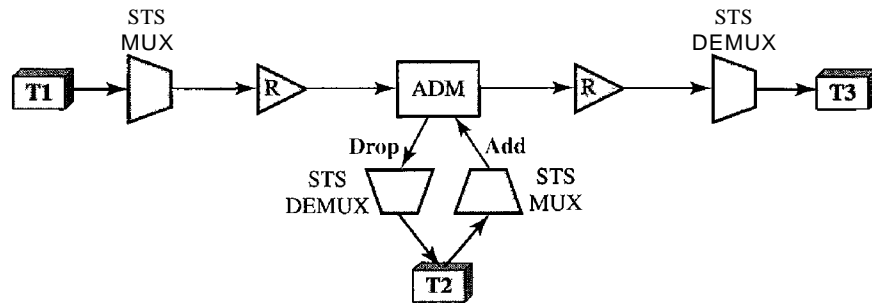 STS
MUX
STS
DEMUX
T1
R
ADM
R
T3
Drop
Add
STS
DEMUX
STS
MUX
T2